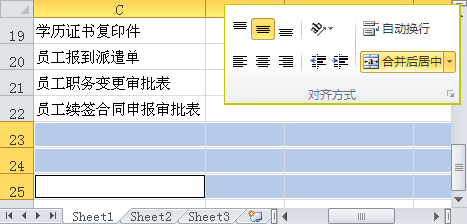 C
19 学历证书复印件
20 员工报到派遣单
21 员工职务变更审批表
22 员工续签合同申报审批表
23
24
25
自动换行
合并后居中
对齐方式
Sheet1 Sheet2 Sheet3